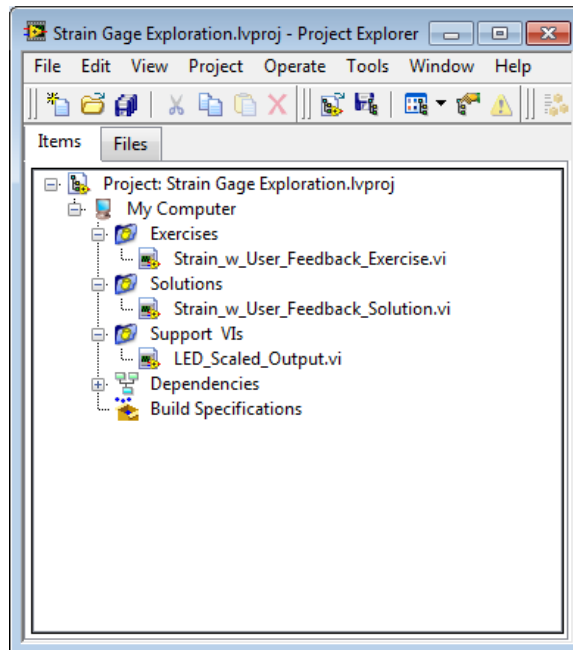 Strain Gage Exploration.lvproj - Project Explorer
File Edit View Project Operate Tools Window Help
Items Files
Project: Strain Gage Exploration.lvproj
My Computer
Exercises
Strain_w_User_Feedback_Exercise.vi
Solutions
Strain_w_User_Feedback_Solution.vi
Support VIs
LED_Scaled_Output.vi
Dependencies
Build Specifications